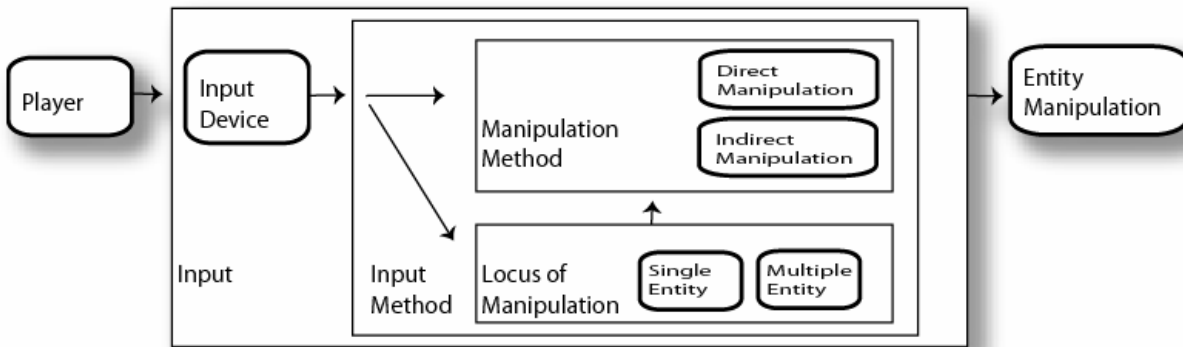 Player
Input
Device
Input
Input
Method
Manipulation
Method
Direct
Manipulation
Indirect
Manipulation
Locus of
Manipulation
Single
Entity
Multiple
Entity
Entity
Manipulation